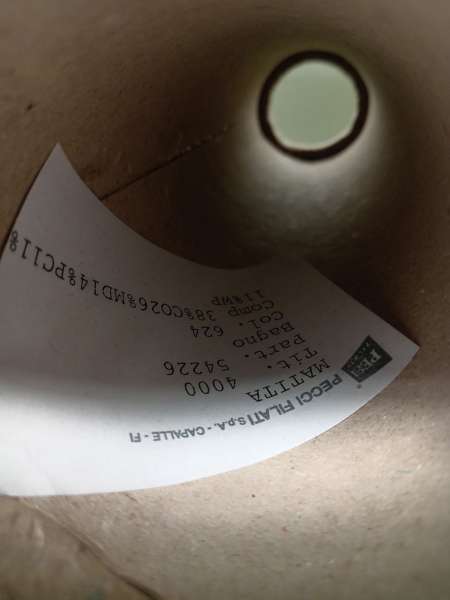 PECCI FILATI S.p.A. - CAPALLE - FI
MATITA
Tit. 4000
Part. 54226
Bagno
Col. 624
Comp 38%CO26%MD14%PC11%
11%WP